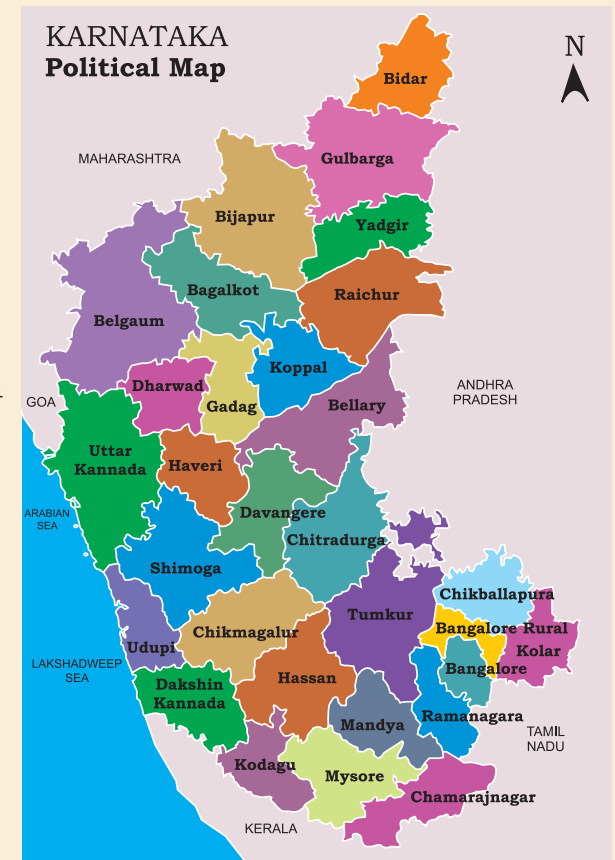 KARNATAKA
Political Map
N
Bidar
MAHARASHTRA
Gulbarga
Bijapur
Yadgir
Bagalkot
Raichur
Belgaum
Koppal
Dharwad
ANDHRA
PRADESH
GOA
Gadag
Bellary
Uttar
Kannada
Haveri
ARABIAN
SEA
Davangere
Chitradurga
Shimoga
Chikballapura
Tumkur
Bangalore Rural
Chikmagalur
Udupi
Kolar
LAKSHADWEEP
SEA
Bangalore
Hassan
Dakshin
Kannada
Ramanagara
Mandya
TAMIL
NADU
Kodagu
Mysore
Chamarajnagar
KERALA